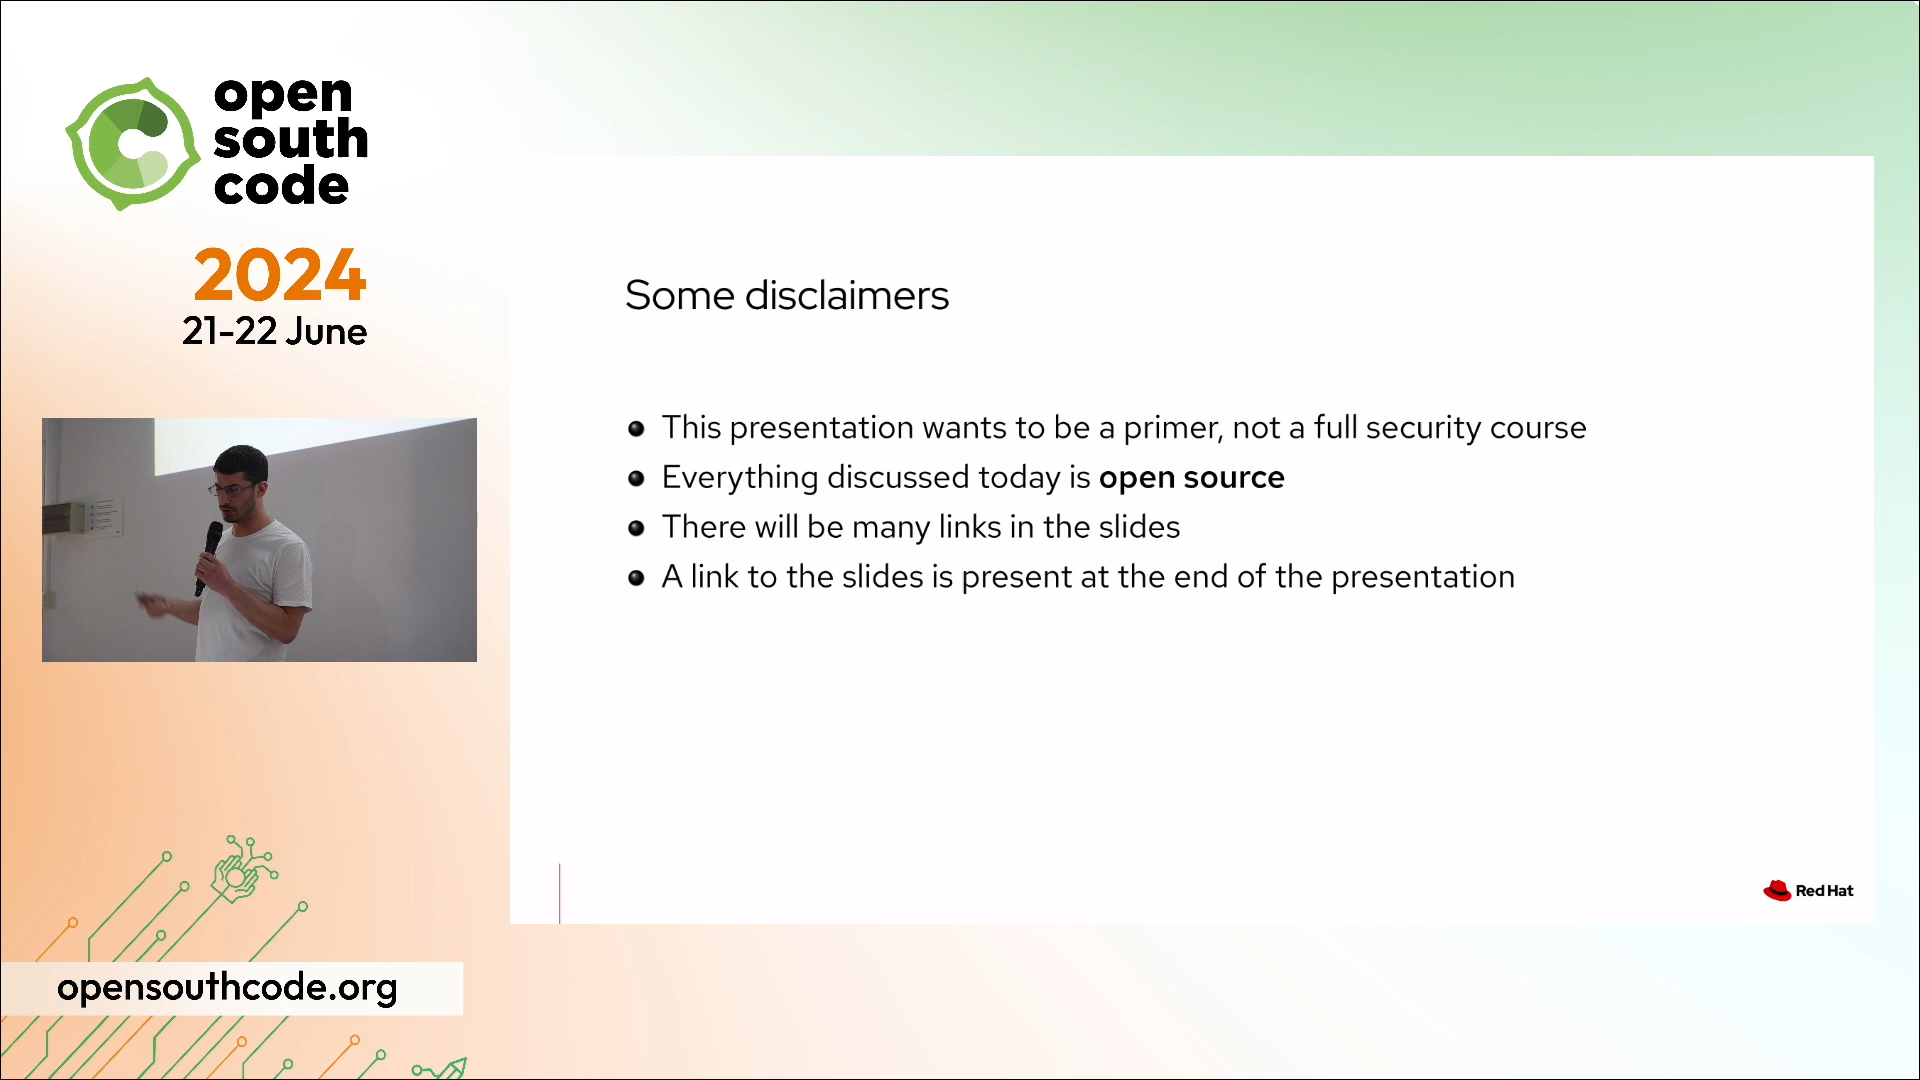 open
south
code
2024
21-22 June
Some disclaimers
This presentation wants to be a primer, not a full security course
Everything discussed today is open source
There will be many links in the slides
A link to the slides is present at the end of the presentation
Red Hat
opensouthcode.org